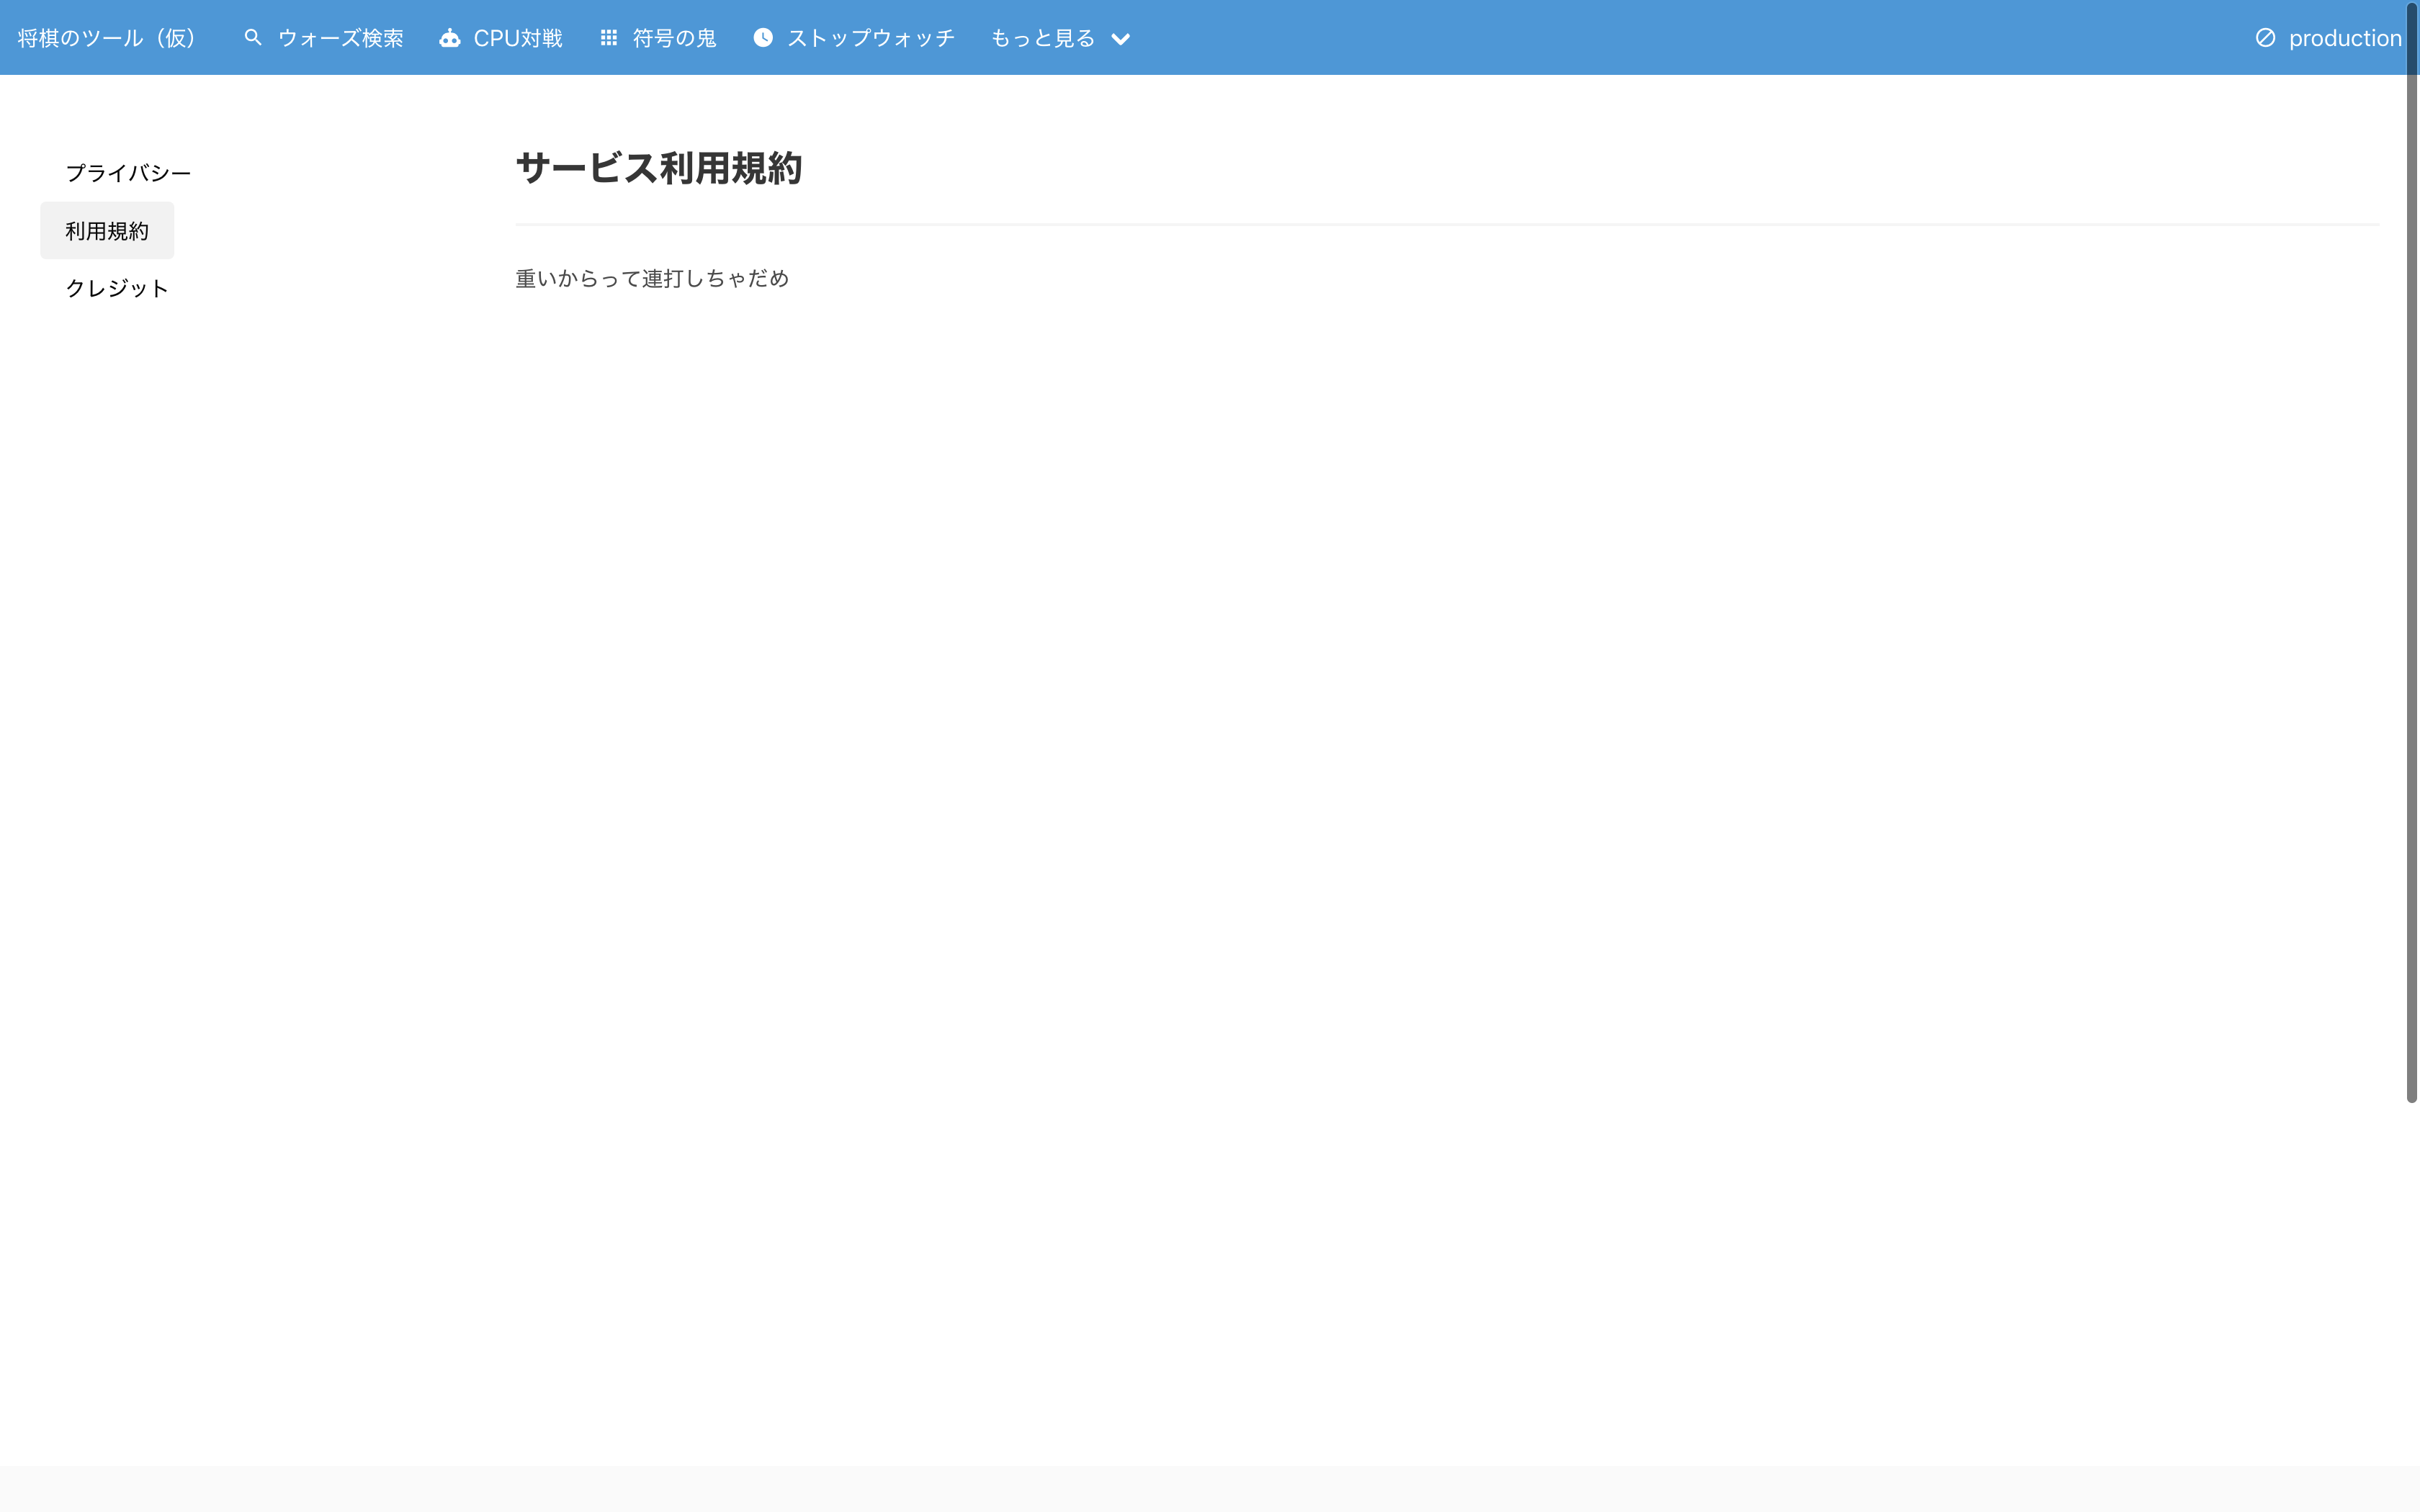 将棋のツール（仮） ウォーズ検索 CPU対戦 符号の鬼 ストップウォッチ もっと見る production
プライバシー
利用規約
クレジット
サービス利用規約
重いからって連打しちゃだめ